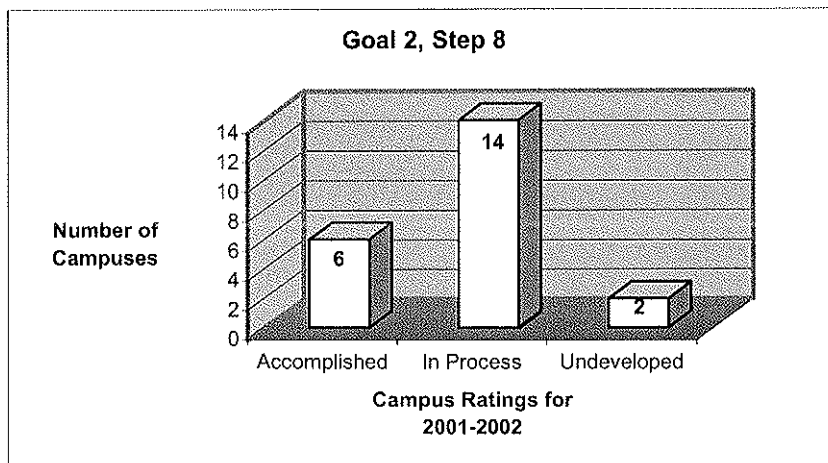 Goal 2, Step 8
14
12
10
8
6
4
2
0
Number of
Campuses
6
14
2
Accomplished
In Process
Undeveloped
Campus Ratings for
2001-2002